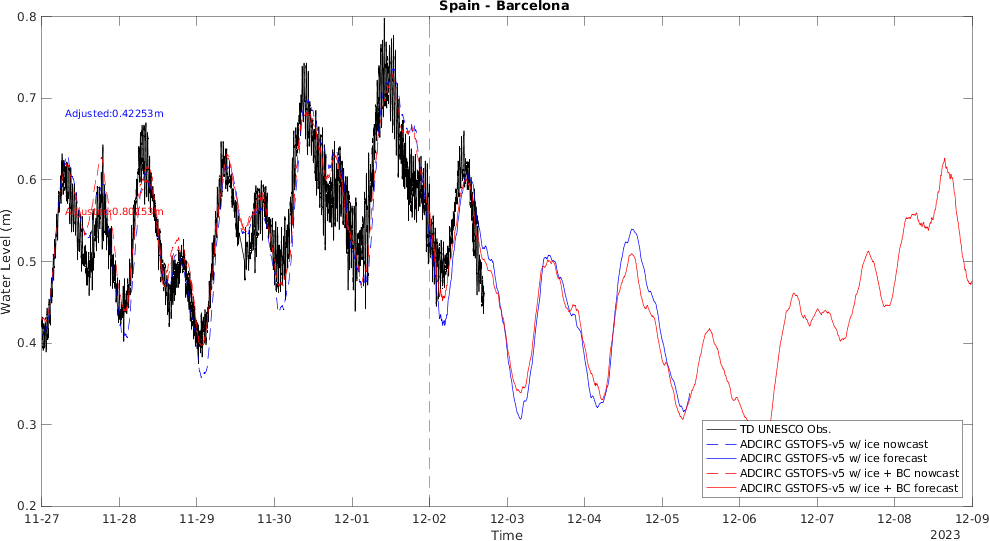 Spain - Barcelona
0.8
0.7
Adjusted:0.42253m
0.6
0.5
0.4
0.3
0.2
Water Level (m)
TD UNESCO Obs.
ADCIRC GSTOFS-v5 w/ ice nowcast
ADCIRC GSTOFS-v5 w/ ice forecast
ADCIRC GSTOFS-v5 w/ ice + BC nowcast
ADCIRC GSTOFS-v5 w/ ice + BC forecast
11-27 11-28 11-29 11-30 12-01 12-02 12-03 12-04 12-05 12-06 12-07 12-08 12-09
Time
2023